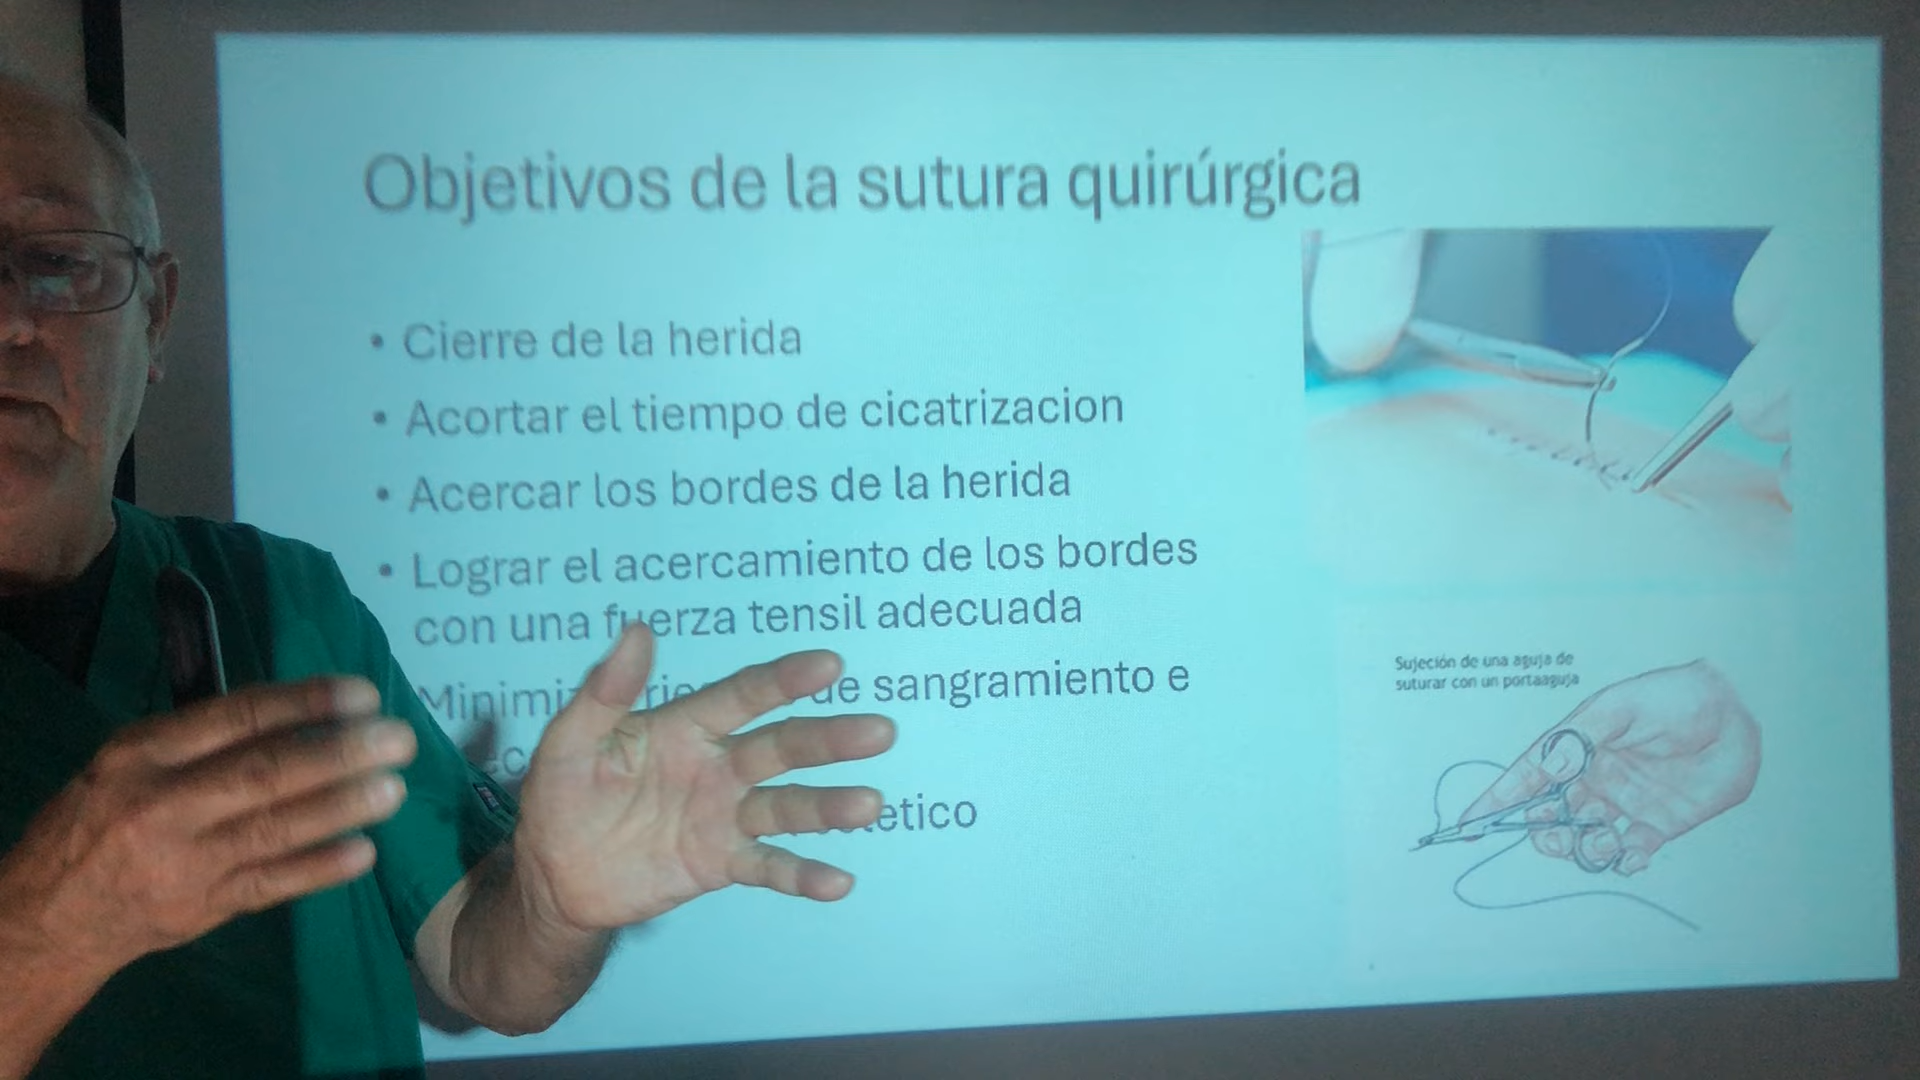 Objetivos de la sutura quirúrgica
• Cierre de la herida
• Acortar el tiempo de cicatrizacion
• Acercar los bordes de la herida
• Lograr el acercamiento de los bordes
con una fuerza tensil adecuada
de sangramiento e
Sujeción de una aguja de
suturar con un portaaguja